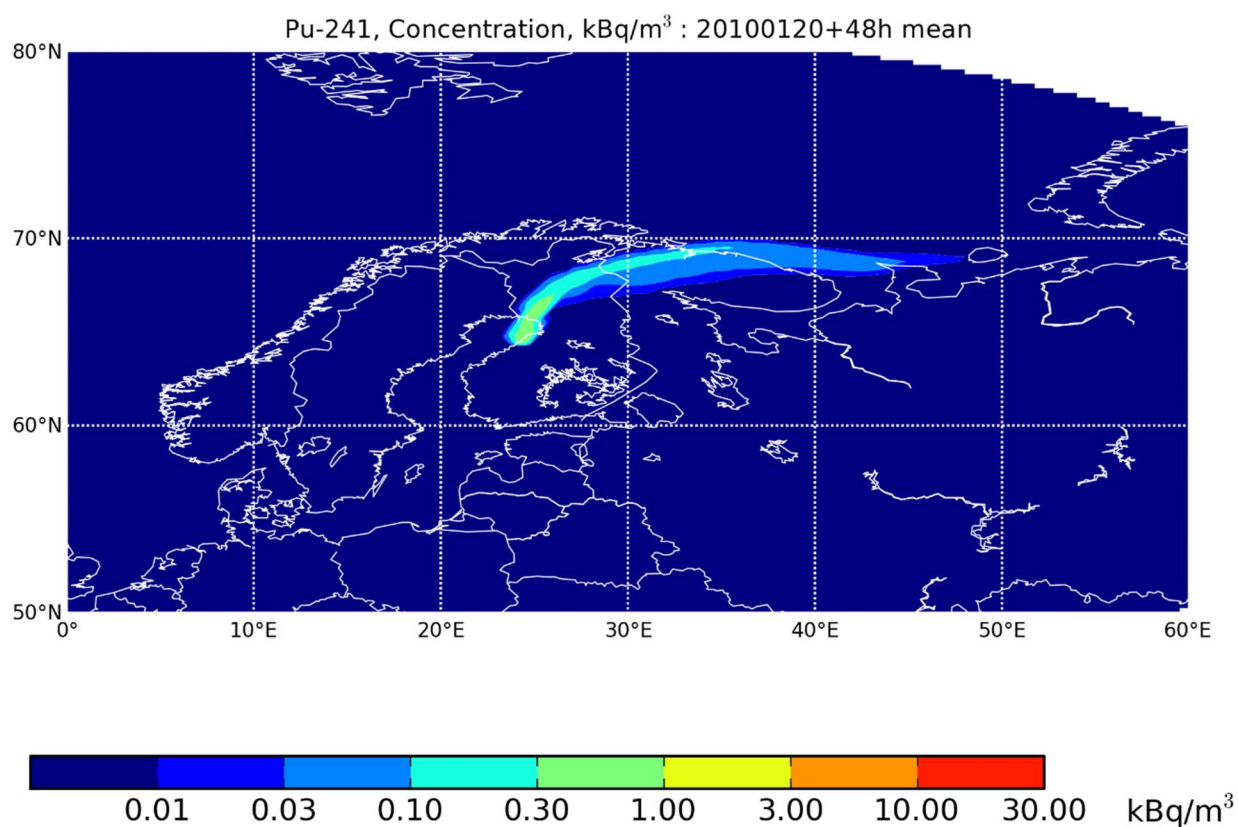 Pu-241, Concentration, kBq/m³ : 20100120+48h mean
80°N
70°N
60°N
50°N
0° 10°E 20°E 30°E 40°E 50°E 60°E
0.01 0.03 0.10 0.30 1.00 3.00 10.00 30.00 kBq/m³